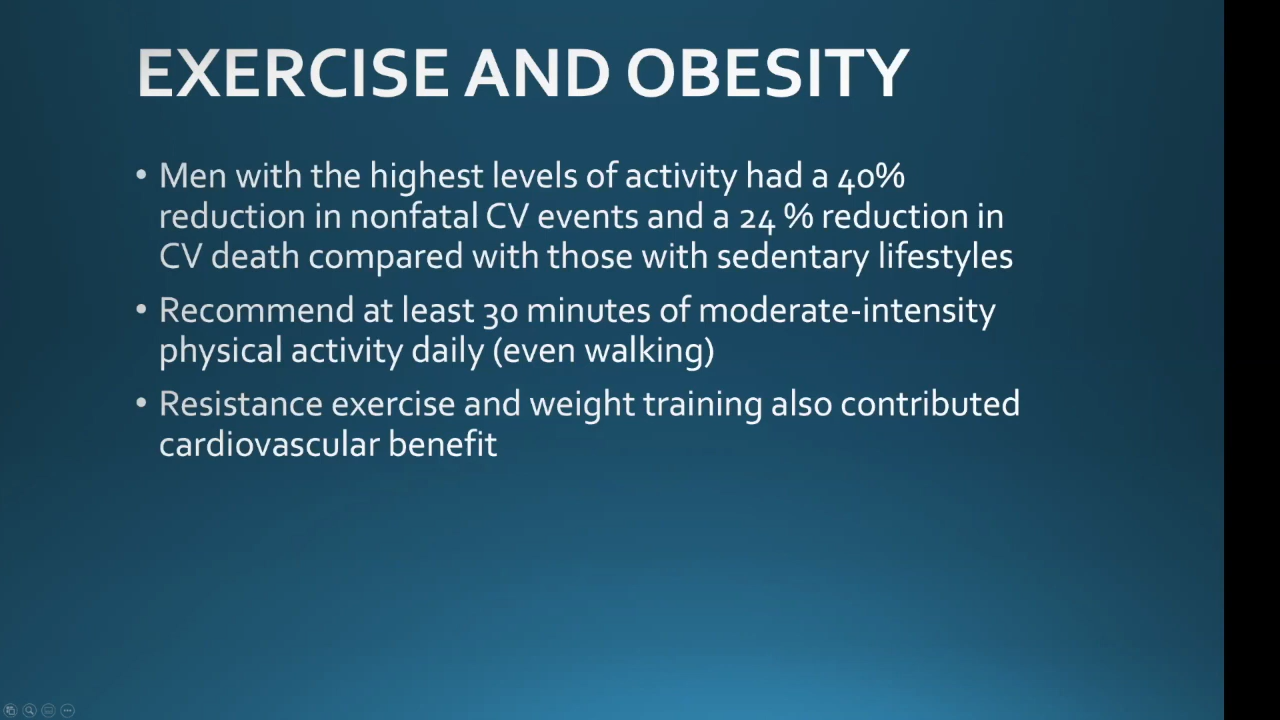 EXERCISE AND OBESITY
• Men with the highest levels of activity had a 40%
reduction in nonfatal CV events and a 24 % reduction in
CV death compared with those with sedentary lifestyles
• Recommend at least 30 minutes of moderate-intensity
physical activity daily (even walking)
• Resistance exercise and weight training also contributed
cardiovascular benefit